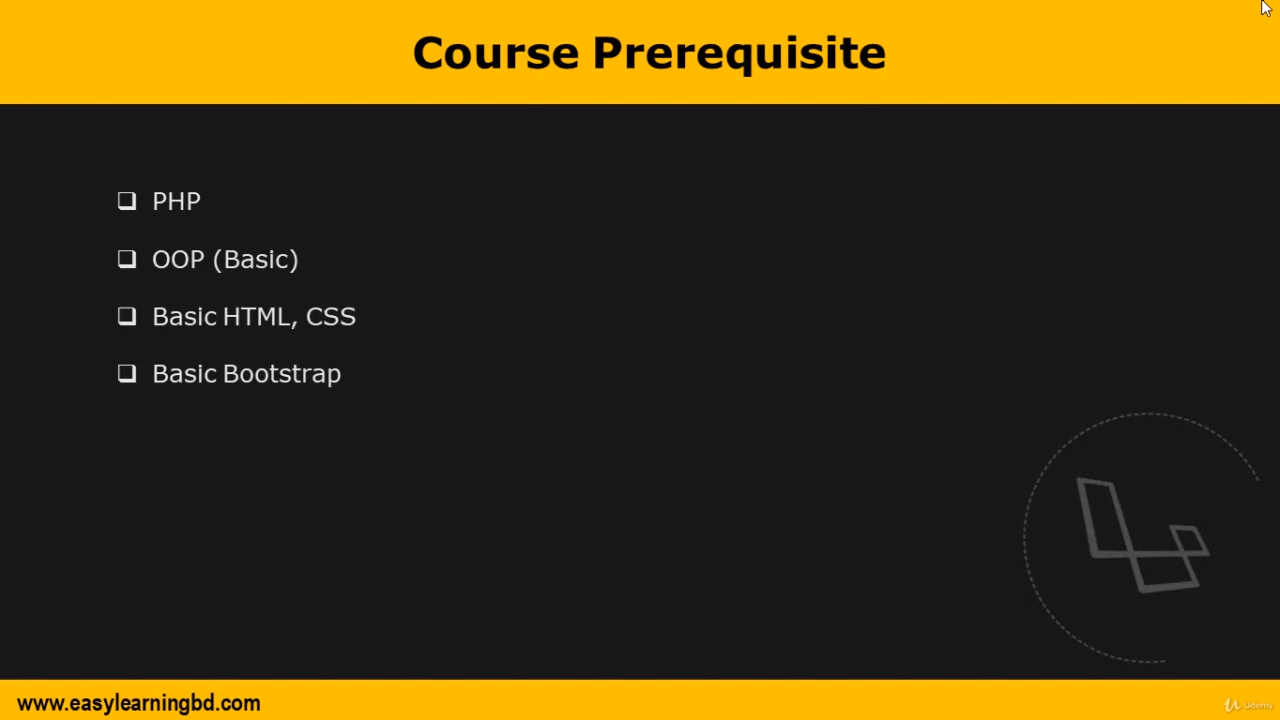 Course Prerequisite
PHP
OOP (Basic)
Basic HTML, CSS
Basic Bootstrap
www.easylearningbd.com
Udemy